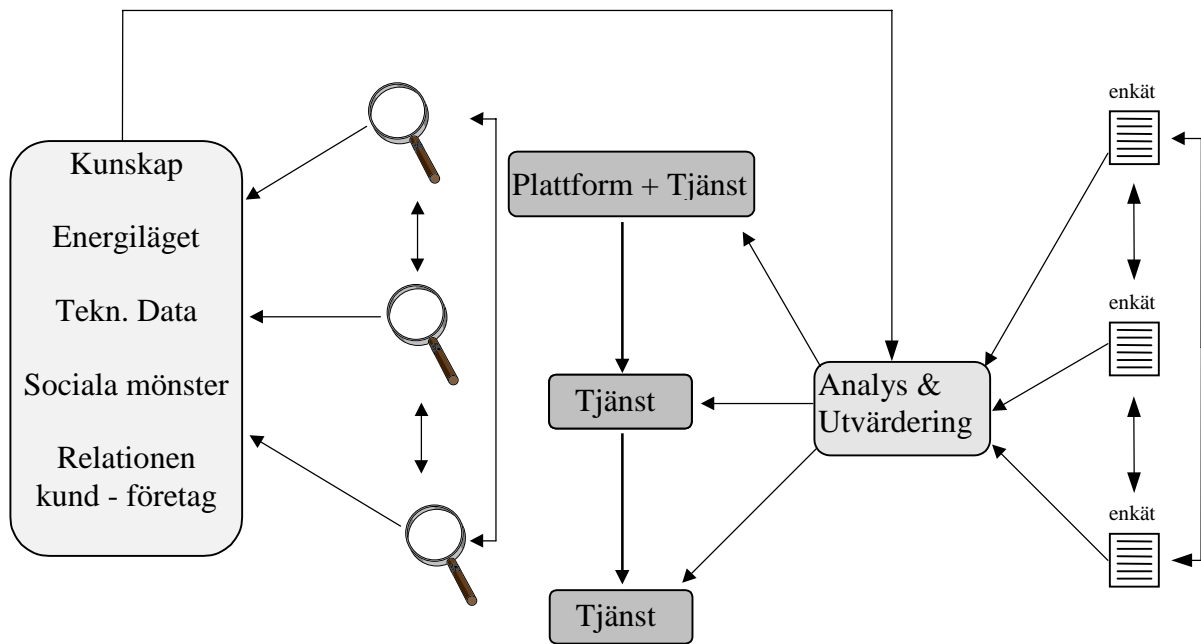 Kunskap
Energiläget
Tekn. Data
Sociala mönster
Relationen
kund - företag
Plattform + Tjänst
Tjänst
Tjänst
Analys &
Utvärdering
enkät
enkät
enkät